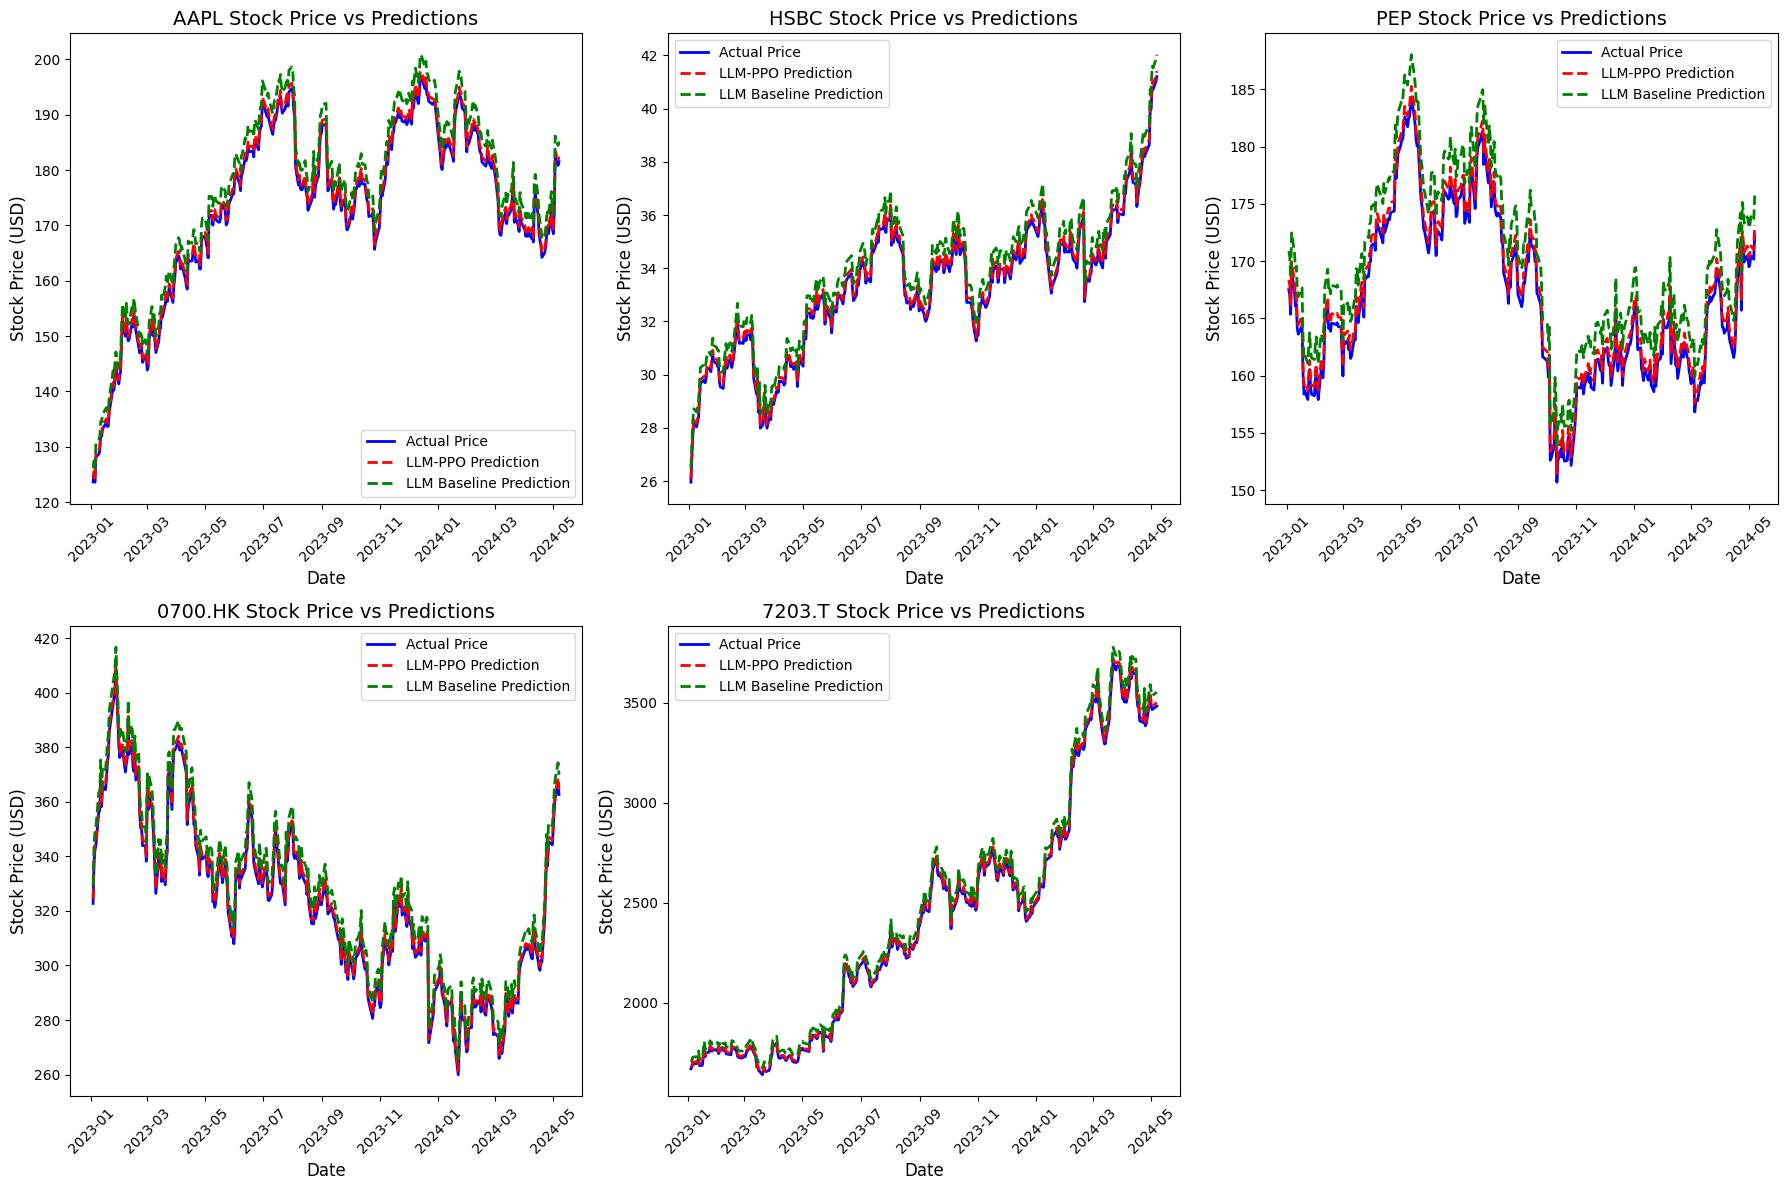 AAPL Stock Price vs Predictions
Stock Price (USD)
200
190
180
170
160
150
140
130
120
Actual Price
LLM-PPO Prediction
LLM Baseline Prediction
2023-01
2023-03
2023-05
2023-07
2023-09
2023-11
2024-01
2024-03
2024-05
Date
HSBC Stock Price vs Predictions
Stock Price (USD)
42
40
38
36
34
32
30
28
26
Actual Price
LLM-PPO Prediction
LLM Baseline Prediction
2023-01
2023-03
2023-05
2023-07
2023-09
2023-11
2024-01
2024-03
2024-05
Date
PEP Stock Price vs Predictions
Stock Price (USD)
185
180
175
170
165
160
155
150
Actual Price
LLM-PPO Prediction
LLM Baseline Prediction
2023-01
2023-03
2023-05
2023-07
2023-09
2023-11
2024-01
2024-03
2024-05
Date
0700.HK Stock Price vs Predictions
Stock Price (USD)
420
400
380
360
340
320
300
280
260
Actual Price
LLM-PPO Prediction
LLM Baseline Prediction
2023-01
2023-03
2023-05
2023-07
2023-09
2023-11
2024-01
2024-03
2024-05
Date
7203.T Stock Price vs Predictions
Stock Price (USD)
3500
3000
2500
2000
Actual Price
LLM-PPO Prediction
LLM Baseline Prediction
2023-01
2023-03
2023-05
2023-07
2023-09
2023-11
2024-01
2024-03
2024-05
Date